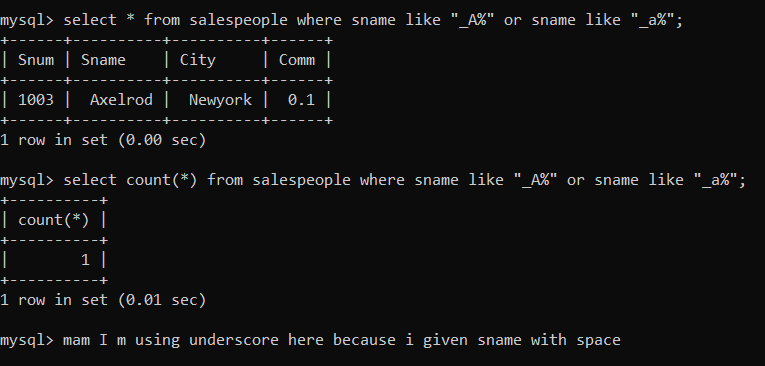 mysql> select * from salespeople where sname like "_A%" or sname like "_a%";
+------+----------+----------+------+
| Snum | Sname    | City     | Comm |
+------+----------+----------+------+
| 1003 |  Axelrod |  Newyork |  0.1 |
+------+----------+----------+------+
1 row in set (0.00 sec)
mysql> select count(*) from salespeople where sname like "_A%" or sname like "_a%";
+----------+
| count(*) |
+----------+
|        1 |
+----------+
1 row in set (0.01 sec)
mysql> mam I m using underscore here because i given sname with space